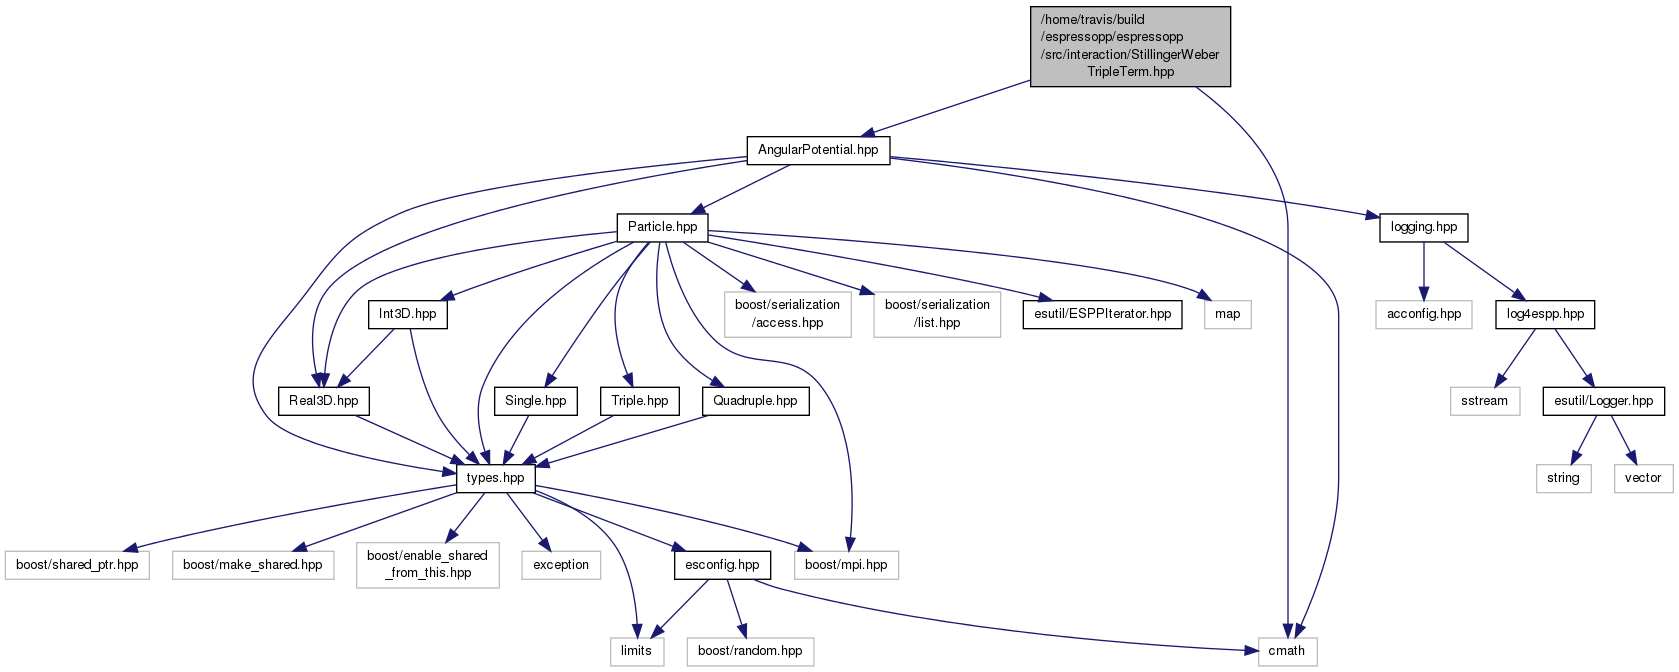 /home/travis/build
/espressopp/espressopp
/src/interaction/StillingerWeber
TripleTerm.hpp
AngularPotential.hpp
Particle.hpp
logging.hpp
Int3D.hpp
boost/serialization
/access.hpp
boost/serialization
/list.hpp
esutil/ESPPIterator.hpp
map
acconfig.hpp
log4espp.hpp
Real3D.hpp
Single.hpp
Triple.hpp
Quadruple.hpp
sstream
esutil/Logger.hpp
types.hpp
string
vector
boost/shared_ptr.hpp
boost/make_shared.hpp
boost/enable_shared
_from_this.hpp
exception
esconfig.hpp
boost/mpi.hpp
limits
boost/random.hpp
cmath